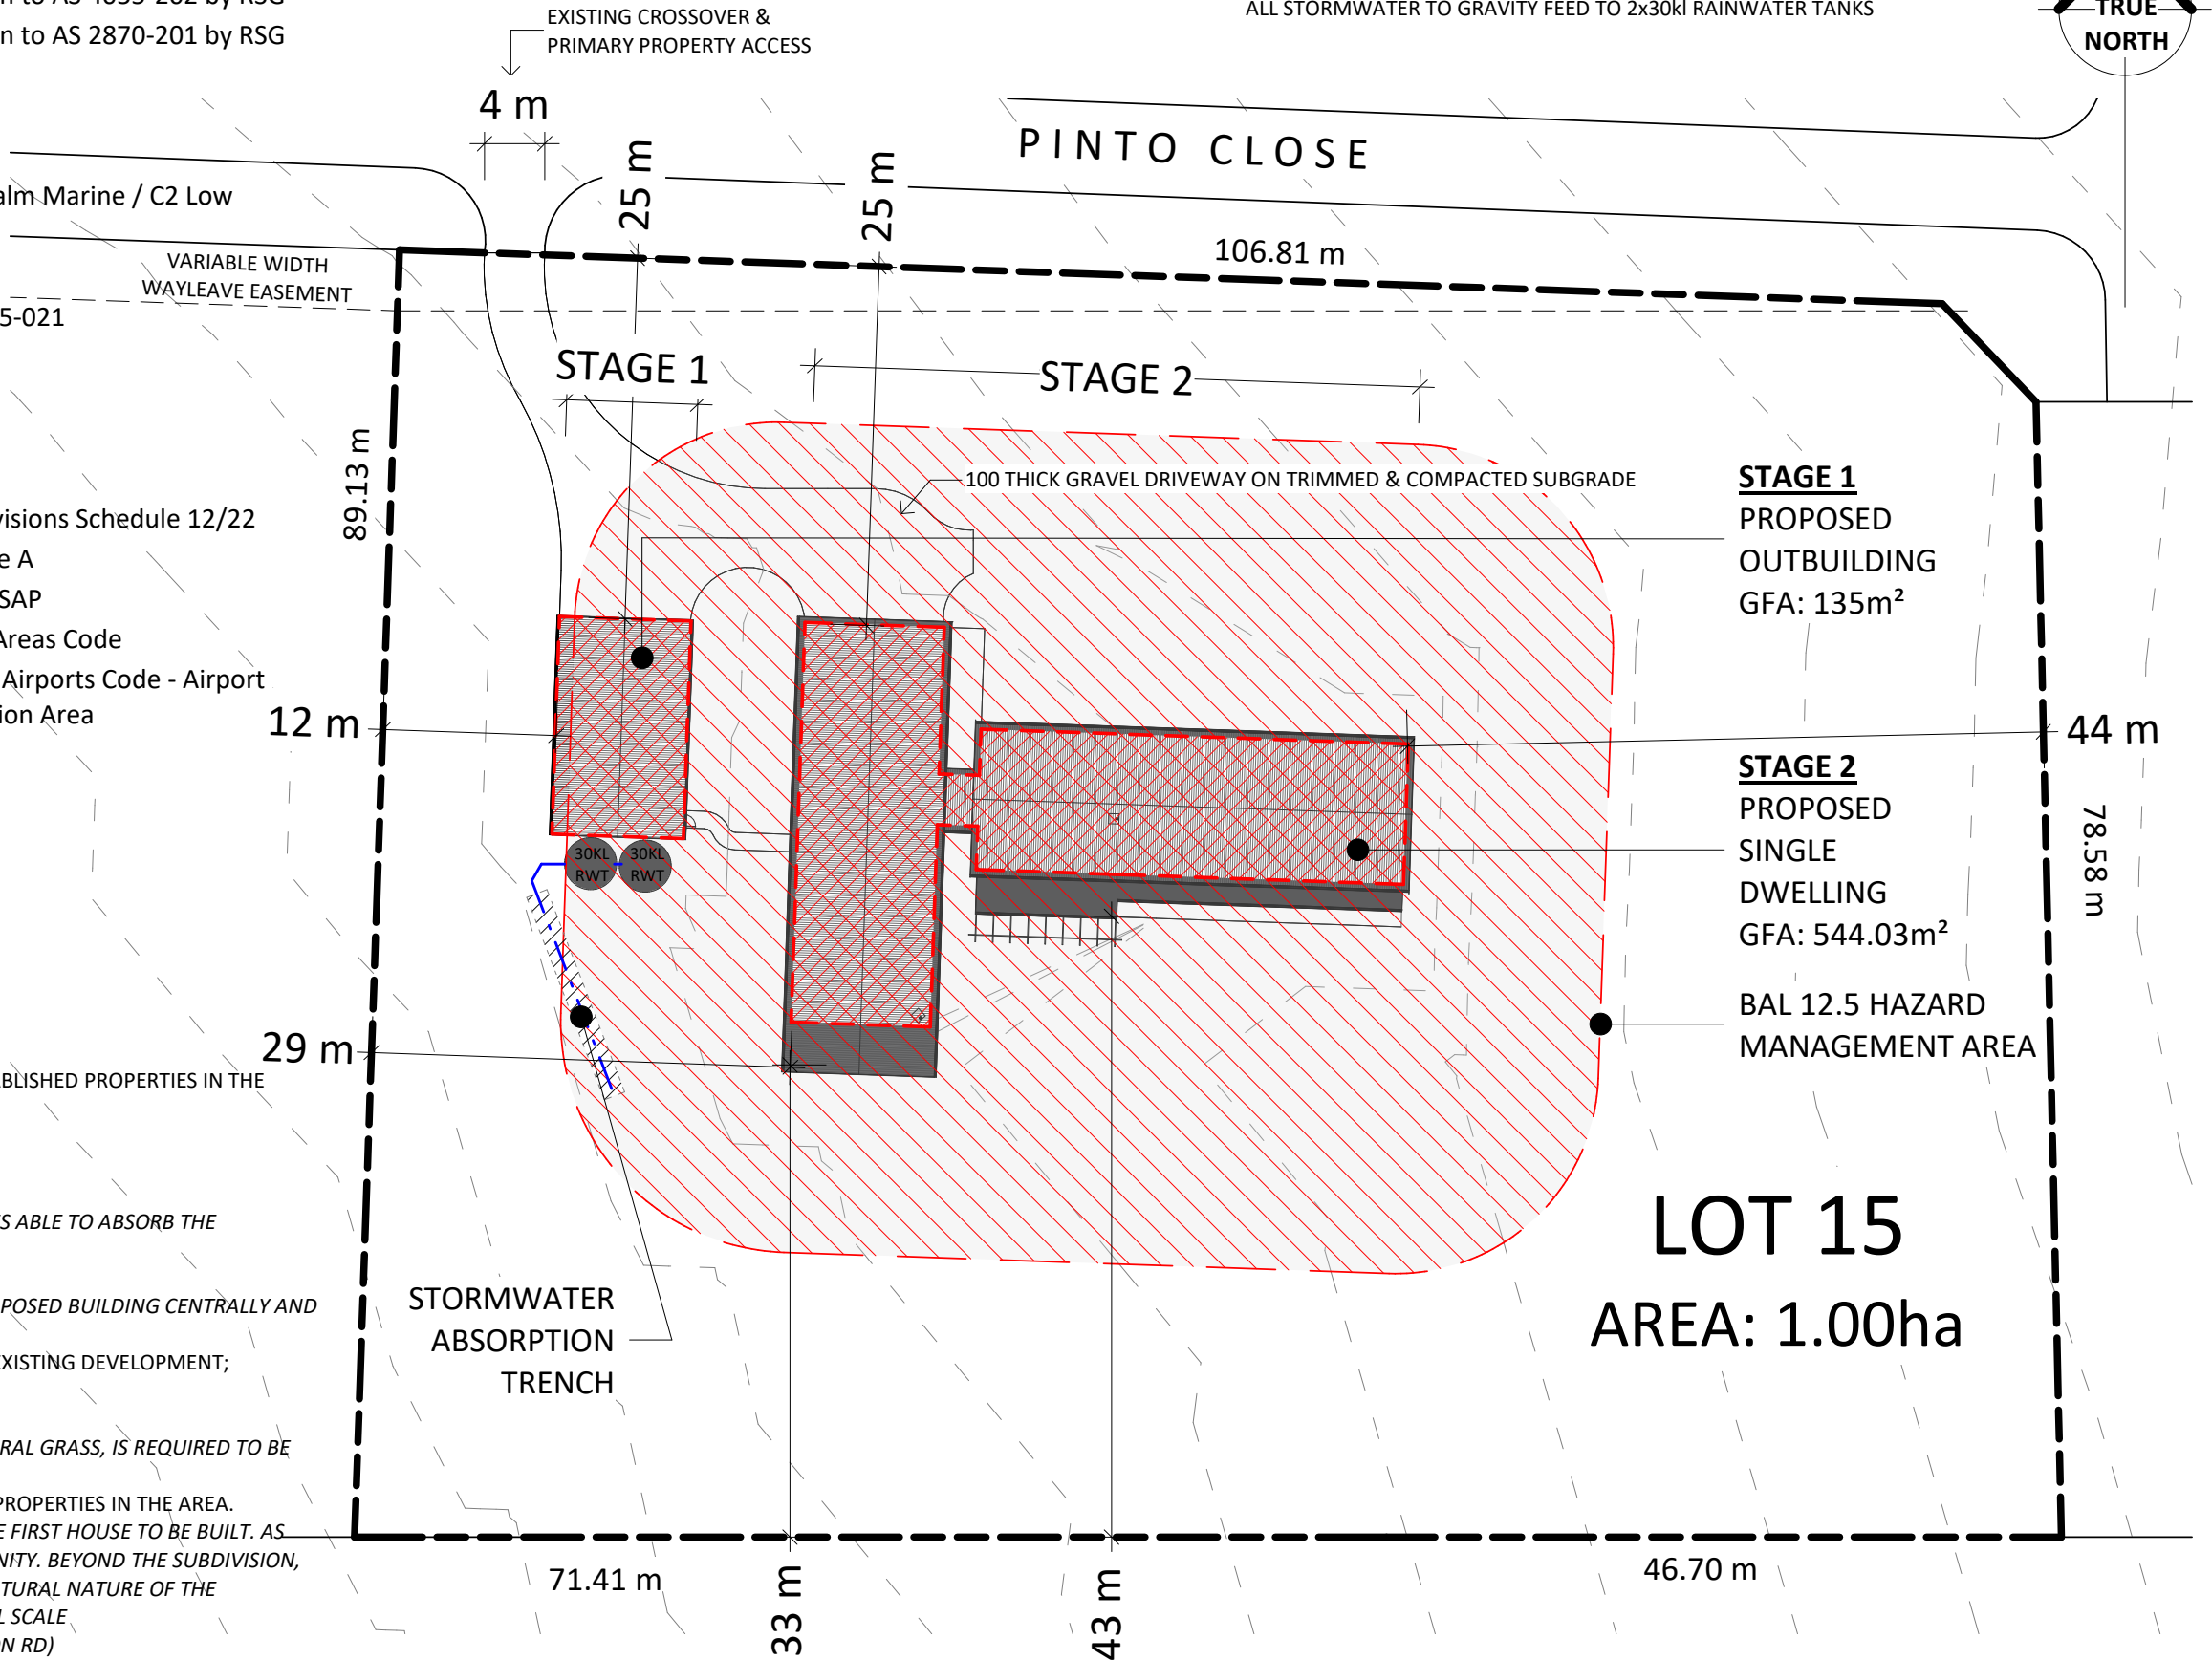 n to AS 2870-201 by RSG
EXISTING CROSSOVER &
PRIMARY PROPERTY ACCESS
ALL STORMWATER TO GRAVITY FEED TO 2x30kl RAINWATER TANKS
TRUE
NORTH
4 m
PINTO CLOSE
25 m
25 m
alm Marine / C2 Low
106.81 m
VARIABLE WIDTH
WAYLEAVE EASEMENT
5-021
STAGE 1
STAGE 2
89.13 m
100 THICK GRAVEL DRIVEWAY ON TRIMMED & COMPACTED SUBGRADE
STAGE 1
PROPOSED
OUTBUILDING
GFA: 135m²
visions Schedule 12/22
e A
SAP
Areas Code
Airports Code - Airport
ion Area
12 m
44 m
STAGE 2
PROPOSED
SINGLE
DWELLING
GFA: 544.03m²
78.58 m
30KL
RWT
30KL
RWT
BAL 12.5 HAZARD
MANAGEMENT AREA
29 m
ABLISHED PROPERTIES IN THE
LOT 15
AREA: 1.00ha
S ABLE TO ABSORB THE
POSED BUILDING CENTRALLY AND
EXISTING DEVELOPMENT;
STORMWATER
ABSORPTION
TRENCH
RAL GRASS, IS REQUIRED TO BE
PROPERTIES IN THE AREA.
E FIRST HOUSE TO BE BUILT. AS
NITY. BEYOND THE SUBDIVISION,
TURAL NATURE OF THE
L SCALE
ON RD)
71.41 m
33 m
43 m
46.70 m